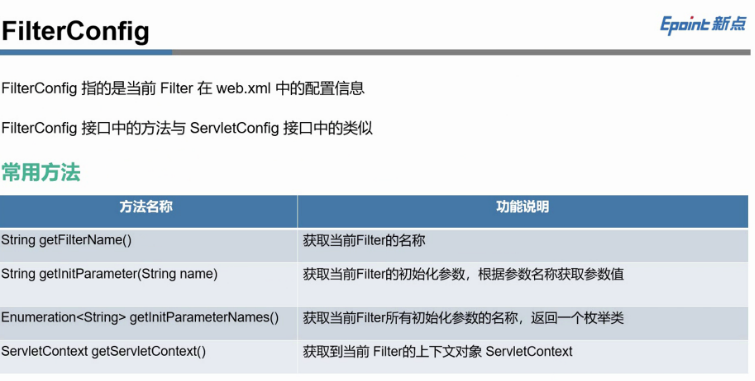 FilterConfig
Epoint 新点
FilterConfig 指的是当前 Filter 在 web.xml 中的配置信息
FilterConfig 接口中的方法与 ServletConfig 接口中的类似
常用方法
方法名称 功能说明
String getFilterName() 获取当前Filter的名称
String getInitParameter(String name) 获取当前Filter的初始化参数，根据参数名称获取参数值
Enumeration<String> getInitParameterNames() 获取当前Filter所有初始化参数的名称，返回一个枚举类
ServletContext getServletContext() 获取到当前 Filter的上下文对象 ServletContext